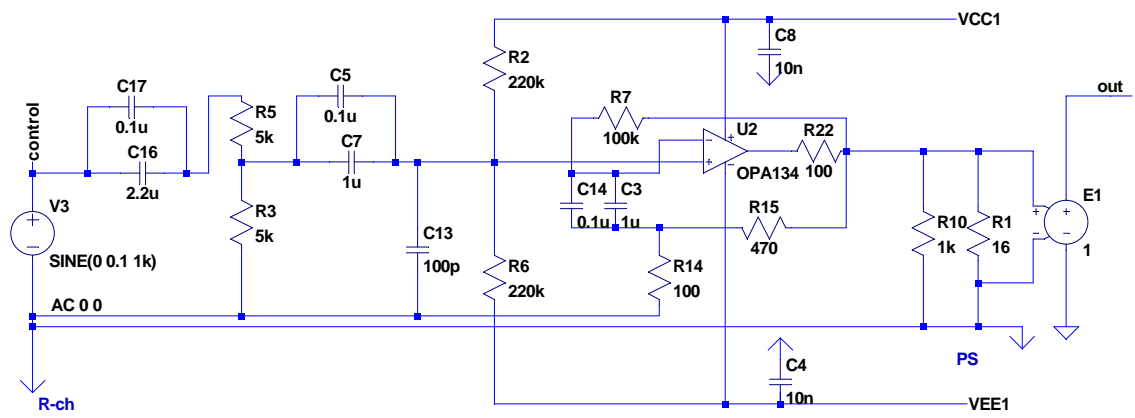 VCC1
C8
10n
R2
220k
C17
0.1u
C5
0.1u
R7
100k
U2
R22
100
out
control
R5
5k
C16
2.2u
C7
1u
OPA134
V3
R3
5k
C14
0.1u
C3
1u
R15
470
R10
1k
R1
16
E1
1
SINE(0 0.1 1k)
C13
100p
R6
220k
R14
100
AC 0 0
PS
C4
10n
R-ch
VEE1